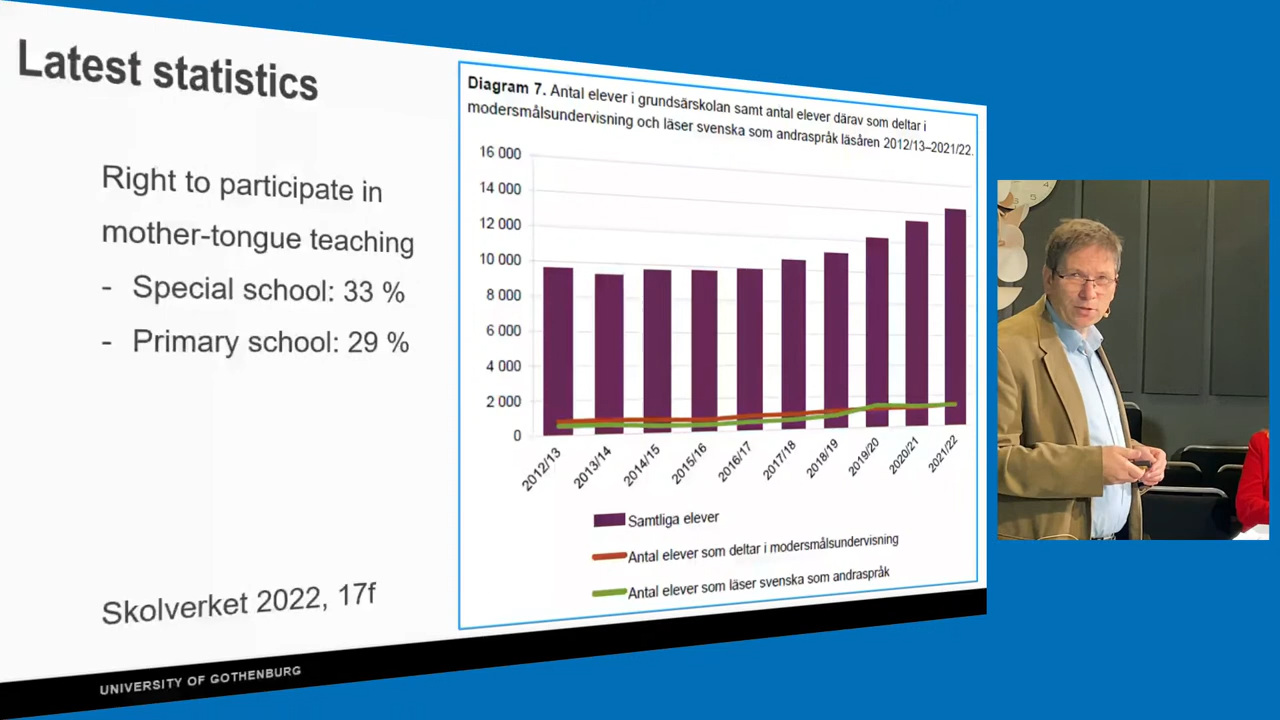 Latest statistics
Right to participate in
mother-tongue teaching
- Special school: 33 %
- Primary school: 29 %
Skolverket 2022, 17f
UNIVERSITY OF GOTHENBURG
Diagram 7. Antal elever i grundsärskolan samt antal elever därav som deltar i
modersmålsundervisning och läser svenska som andraspråk läsåren 2012/13–2021/22.
16 000
14 000
12 000
10 000
8 000
6 000
4 000
2 000
0
2012/13
2013/14
2014/15
2015/16
2016/17
2017/18
2018/19
2019/20
2020/21
2021/22
Samtliga elever
Antal elever som deltar i modersmålsundervisning
Antal elever som läser svenska som andraspråk